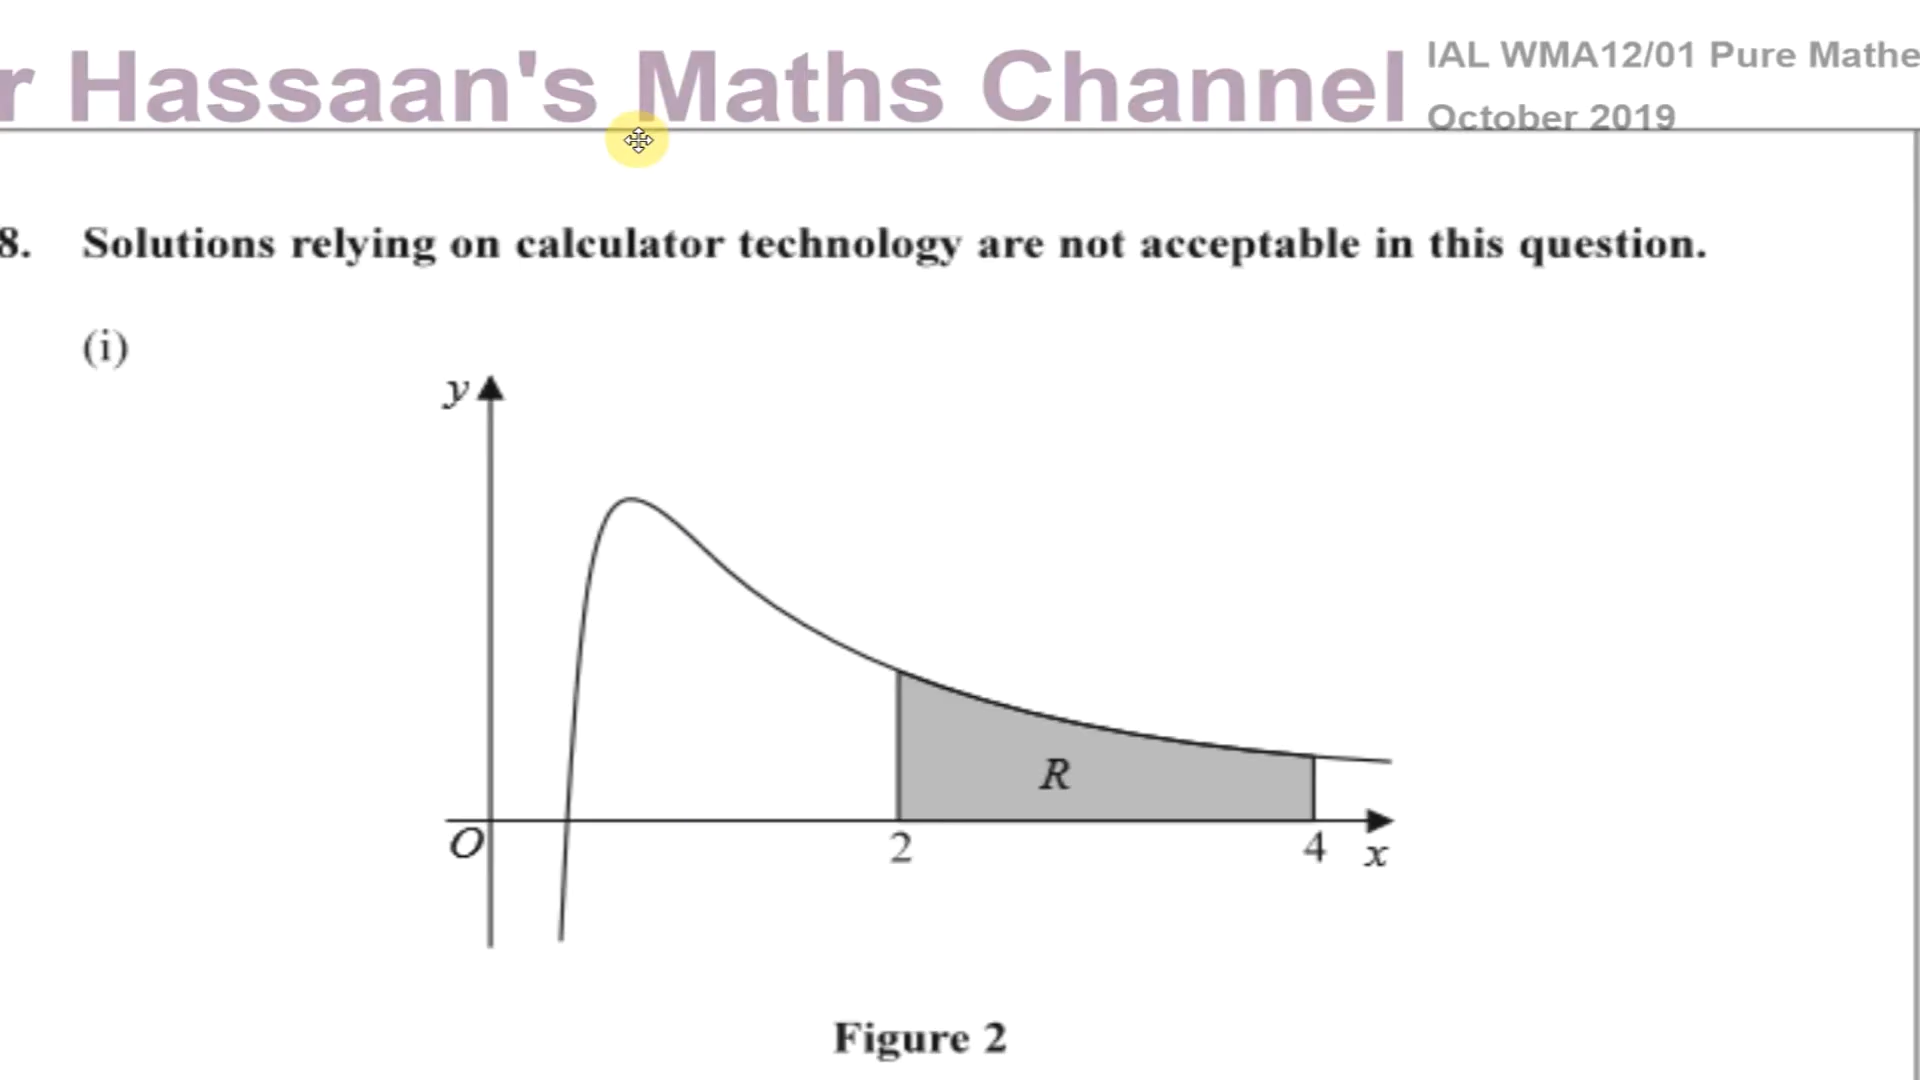 r Hassaan's Maths Channel
IAL WMA12/01 Pure Mathe
October 2019
8. Solutions relying on calculator technology are not acceptable in this question.
(i)
y
R
O 2 4 x
Figure 2